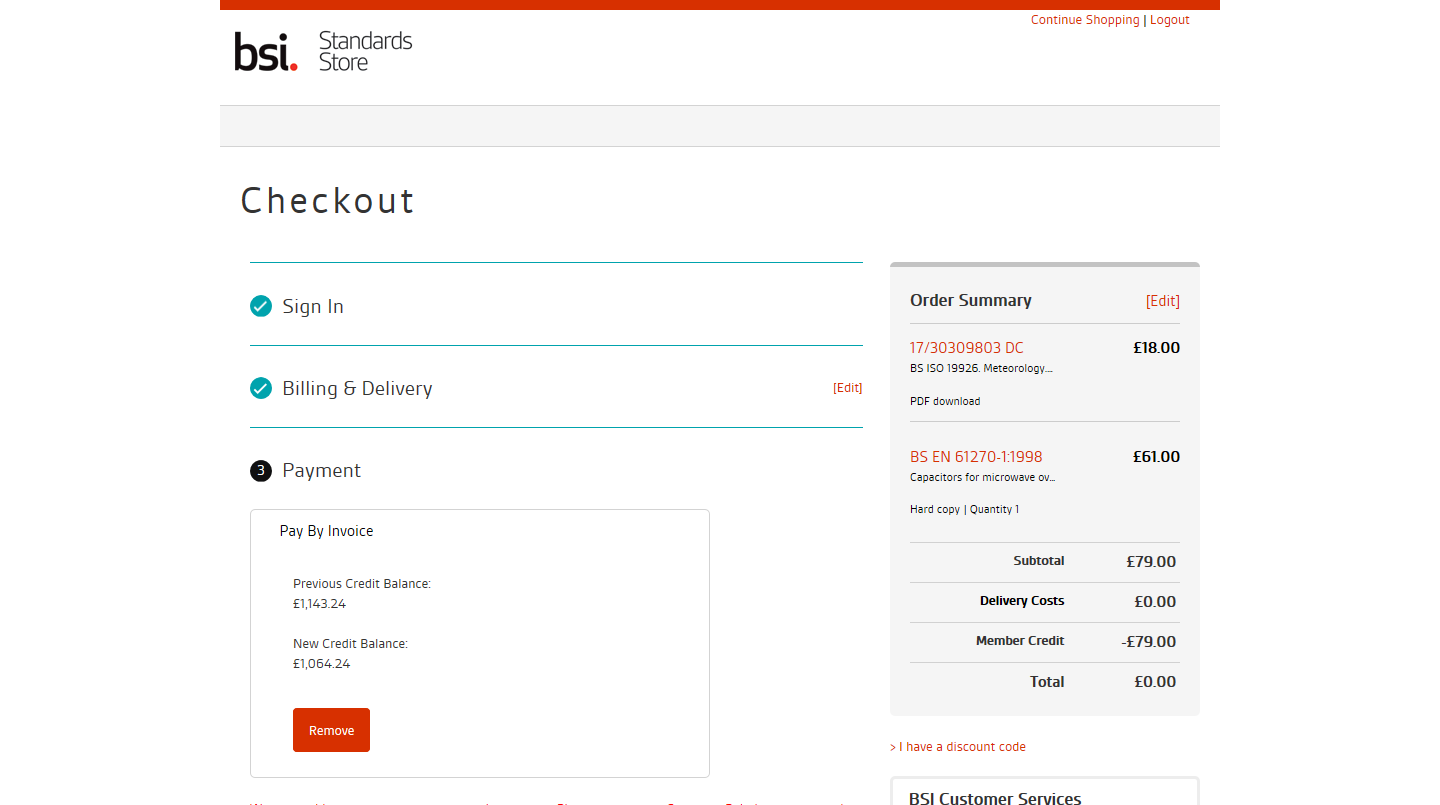 Continue Shopping | Logout
bsi. Standards
Store
Checkout
Sign In
Billing & Delivery [Edit]
3 Payment
Pay By Invoice
Previous Credit Balance:
£1,143.24
New Credit Balance:
£1,064.24
Remove
Order Summary [Edit]
17/30309803 DC £18.00
BS ISO 19926. Meteorology...
PDF download
BS EN 61270-1:1998 £61.00
Capacitors for microwave ov...
Hard copy | Quantity 1
Subtotal £79.00
Delivery Costs £0.00
Member Credit -£79.00
Total £0.00
> I have a discount code
BSI Customer Services